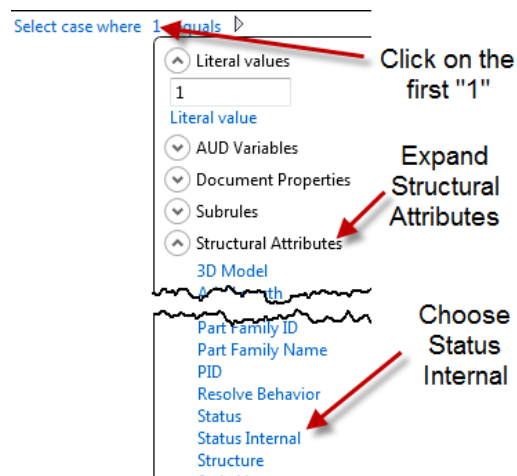 Select case where 1 equals
Click on the
first "1"
Literal values
1
Literal value
AUD Variables
Document Properties
Subrules
Expand
Structural
Attributes
Structural Attributes
3D Model
Part Family ID
Part Family Name
PID
Resolve Behavior
Status
Status Internal
Structure
Choose
Status
Internal